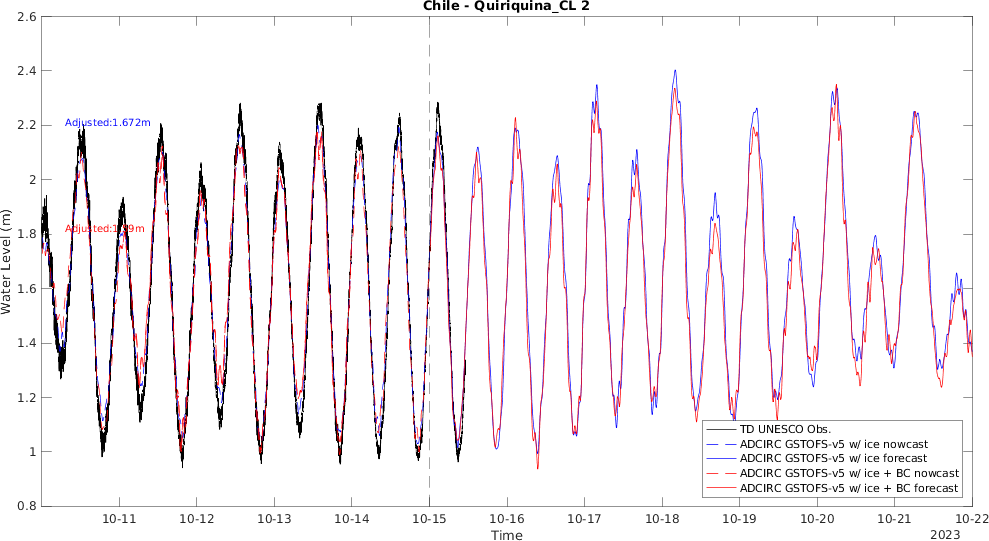 Chile - Quiriquina_CL 2
2.6
2.4
2.2
2
1.8
1.6
1.4
1.2
1
0.8
Water Level (m)
Adjusted:1.672m
TD UNESCO Obs.
ADCIRC GSTOFS-v5 w/ ice nowcast
ADCIRC GSTOFS-v5 w/ ice forecast
ADCIRC GSTOFS-v5 w/ ice + BC nowcast
ADCIRC GSTOFS-v5 w/ ice + BC forecast
10-11 10-12 10-13 10-14 10-15 10-16 10-17 10-18 10-19 10-20 10-21 10-22
Time
2023